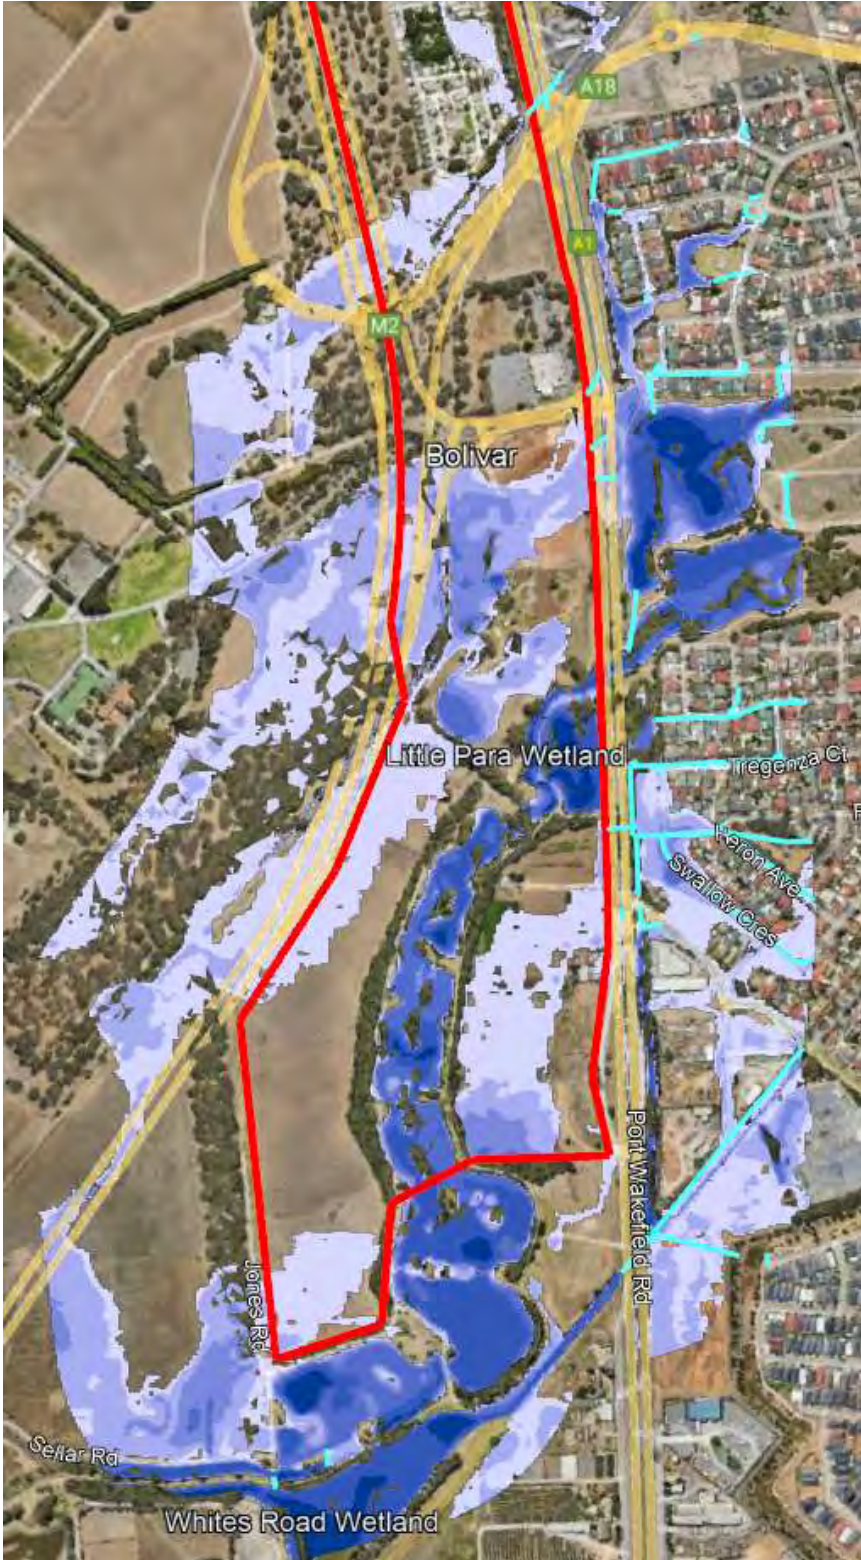 A18
A1
M2
Bolivar
Little Para Wetland
Tregenza Ct
Heron Ave
Swallow Cres
Port Wakefield Rd
Jones Rd
Sellar Rd
Whites Road Wetland